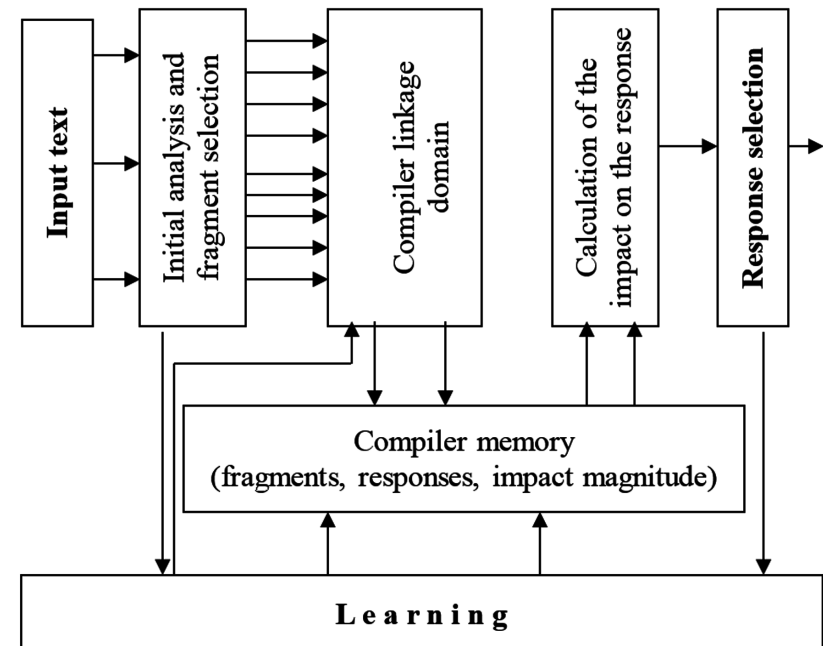 Input text
Initial analysis and
fragment selection
Compiler linkage
domain
Calculation of the
impact on the response
Response selection
Compiler memory
(fragments, responses, impact magnitude)
Learning